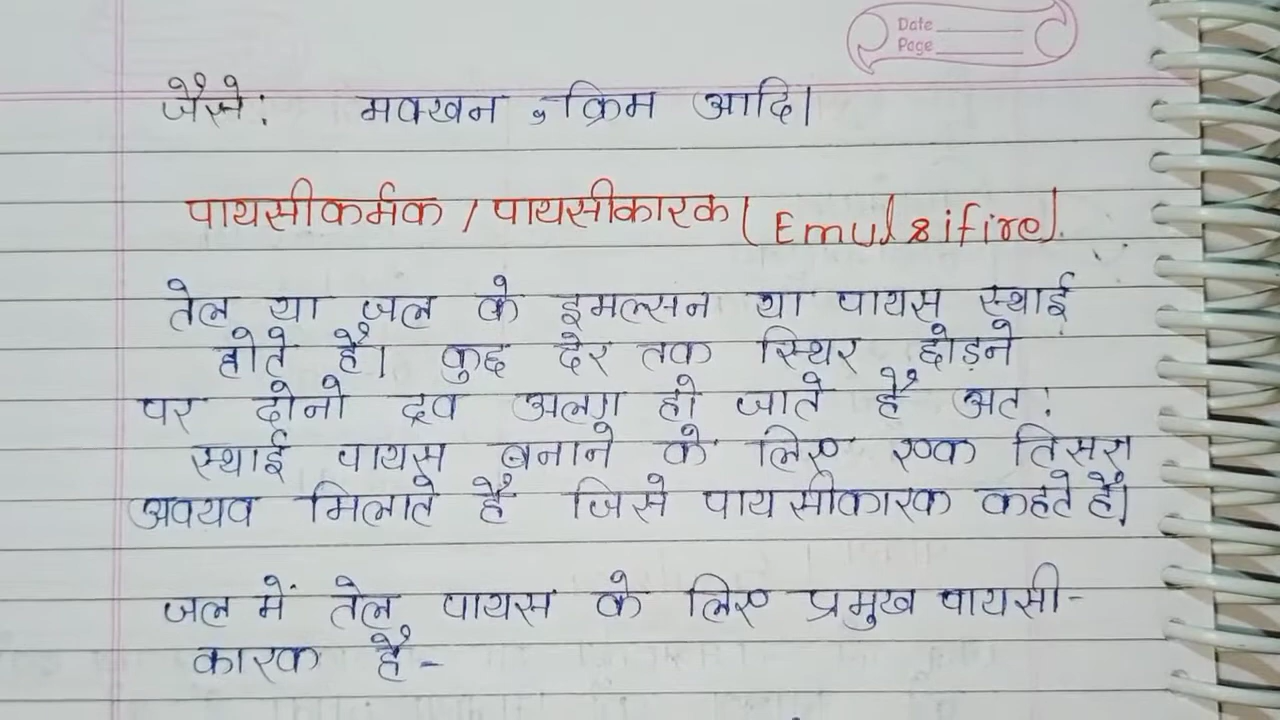 Date
Page
जैसे: मक्खन, क्रिम आदि।
पायसीकर्मक / पायसीकारक (Emulsifire).
तेल या जल के इमल्सन या पायस स्थाई
होते है। कुछ देर तक स्थिर छोड़ने
पर दोनो द्रव अलग हो जाते है अत:
स्थाई पायस बनाने के लिए एक तिसरा
अवयव मिलाते है जिसे पायसीकारक कहते है।
जल में तेल पायस के लिए प्रमुख पायसी-
कारक है-